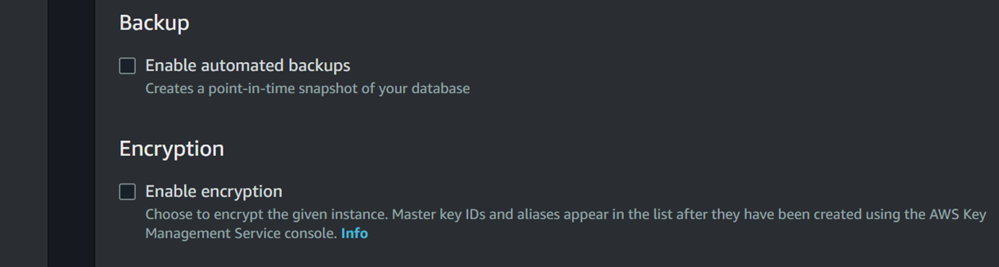 Backup
Enable automated backups
Creates a point-in-time snapshot of your database
Encryption
Enable encryption
Choose to encrypt the given instance. Master key IDs and aliases appear in the list after they have been created using the AWS Key
Management Service console. Info